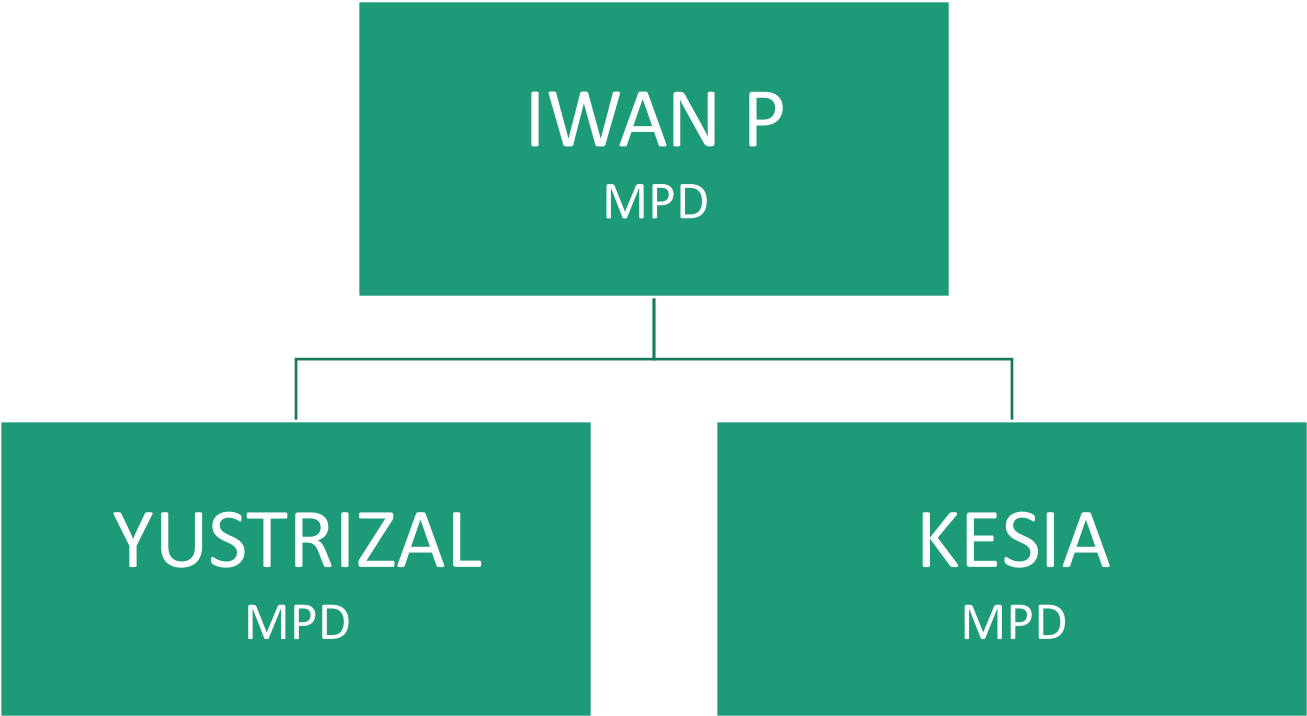 IWAN P
MPD
YUSTRIZAL
MPD
KESIA
MPD